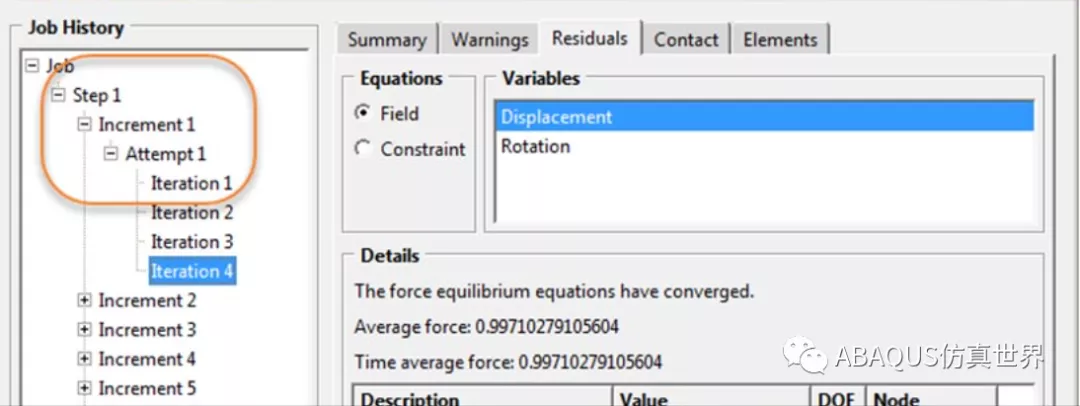 Job History
Job
Step 1
Increment 1
Attempt 1
Iteration 1
Iteration 2
Iteration 3
Iteration 4
Increment 2
Increment 3
Increment 4
Increment 5
Summary Warnings Residuals Contact Elements
Equations
Field
Constraint
Variables
Displacement
Rotation
Details
The force equilibrium equations have converged.
Average force: 0.99710279105604
Time average force: 0.99710279105604
Description Value DOF Node
ABAQUS仿真世界